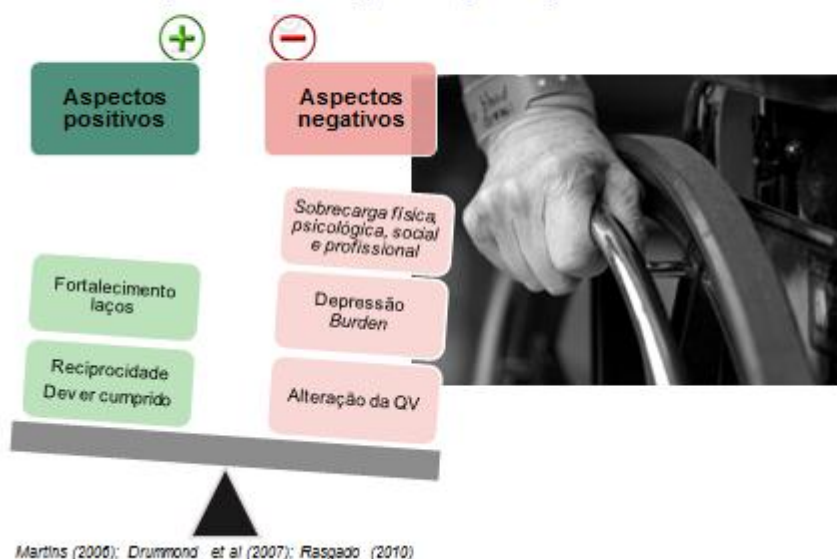 Aspectos
positivos
Aspectos
negativos
Sobrecarga física,
psicológica, social
e profissional
Fortalecimento
laços
Depressão
Burden
Reciprocidade
Dever cumprido
Alteração da QV
Martins (2006); Drummond et al (2007); Rasgado (2010)